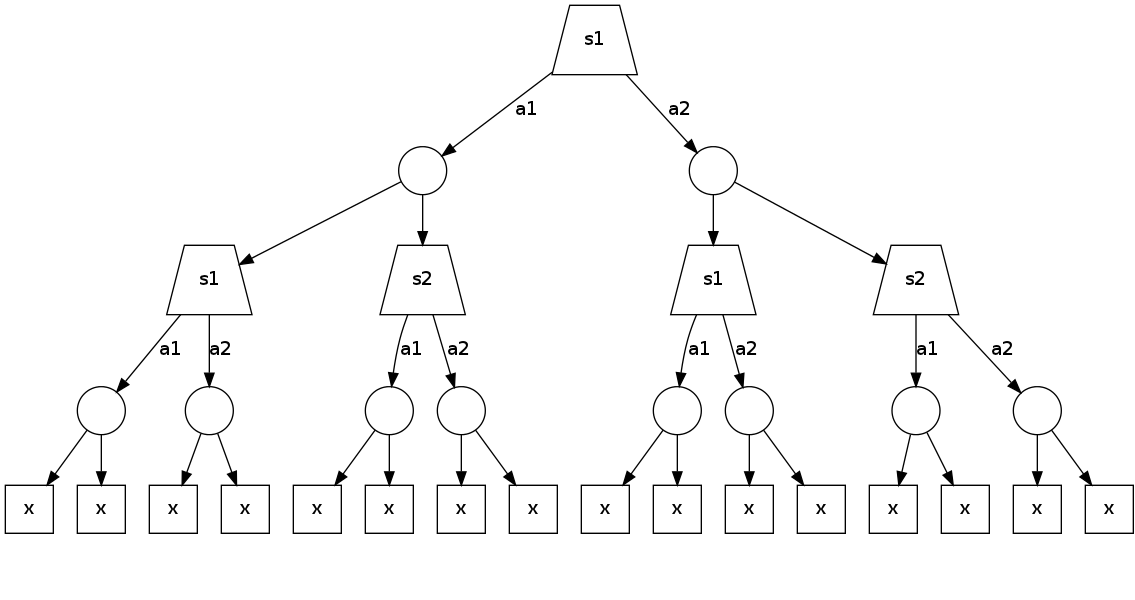 s1
a1 a2
s1 s2 s1 s2
a1 a2 a1 a2 a1 a2 a1 a2
x x x x x x x x x x x x x x x x